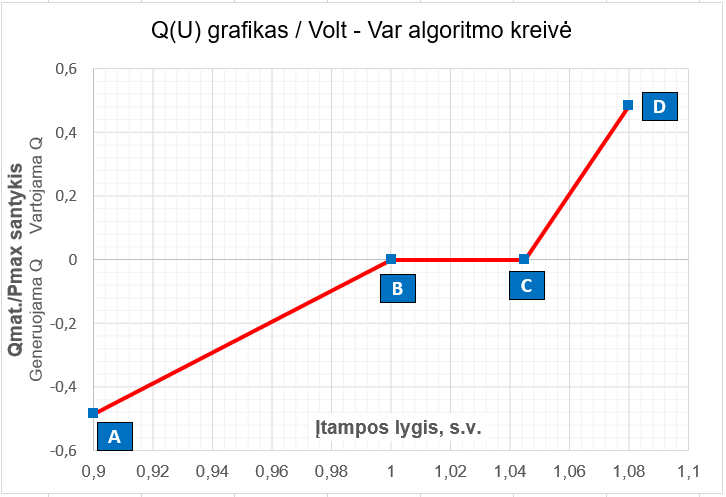 Q(U) grafikas / Volt - Var algoritmo kreivė
Qmat./Pmax santykis
Generuojama Q Vartojama Q
0,6
0,4
0,2
0
-0,2
-0,4
-0,6
D
B
C
A
Įtampos lygis, s.v.
0,9 0,92 0,94 0,96 0,98 1 1,02 1,04 1,06 1,08 1,1